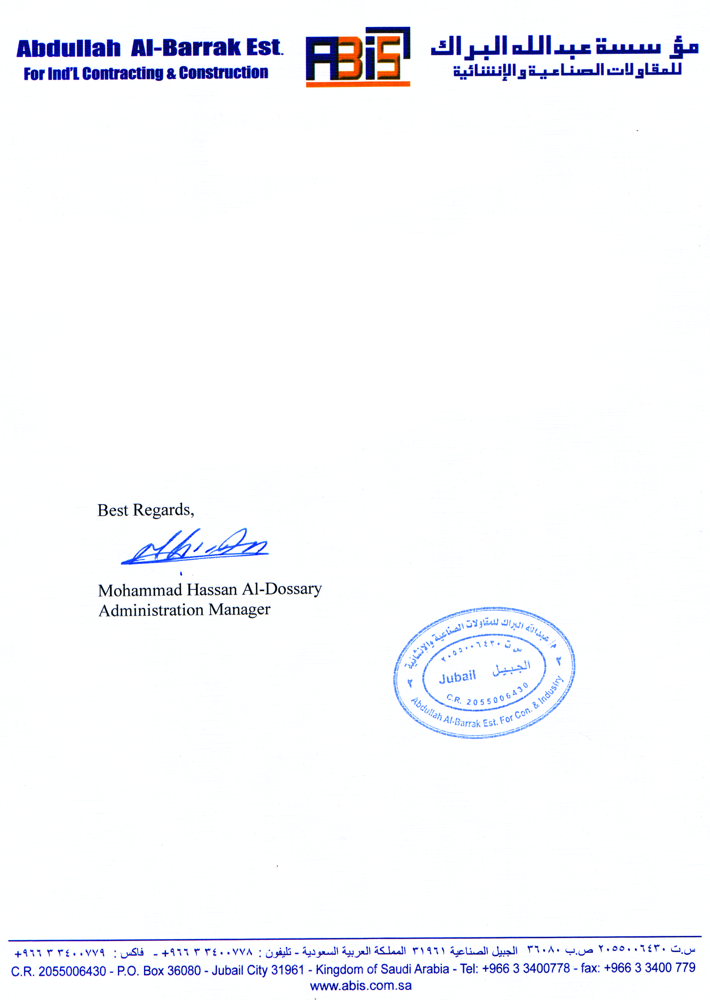 Abdullah Al-Barrak Est.
For Ind'L Contracting & Construction
ABiS
مؤسسة عبدالله البراك
للمقاولات الصناعية والإنشائية
Best Regards,
Mohammad Hassan Al-Dossary
Administration Manager
م/ عبدالله البراك للمقاولات الصناعية والإنشائية
س ت ٢٠٥٥٠٠٦٤٣٠
Jubail الجبيل
C.R. 2055006430
٢ ٢
Abdullah Al-Barrak Est. For Con. & Industry
س.ت ٢٠٥٥٠٠٦٤٣٠ ص.ب ٣٦٠٨٠ الجبيل الصناعية ٣١٩٦١ المملكة العربية السعودية - تليفون : ٣٤٠٠٧٧٨ ٣ ٩٦٦+ - فاكس : ٣٤٠٠٧٧٩ ٣ ٩٦٦+
C.R. 2055006430 - P.O. Box 36080 - Jubail City 31961 - Kingdom of Saudi Arabia - Tel: +966 3 3400778 - fax: +966 3 3400 779
www.abis.com.sa